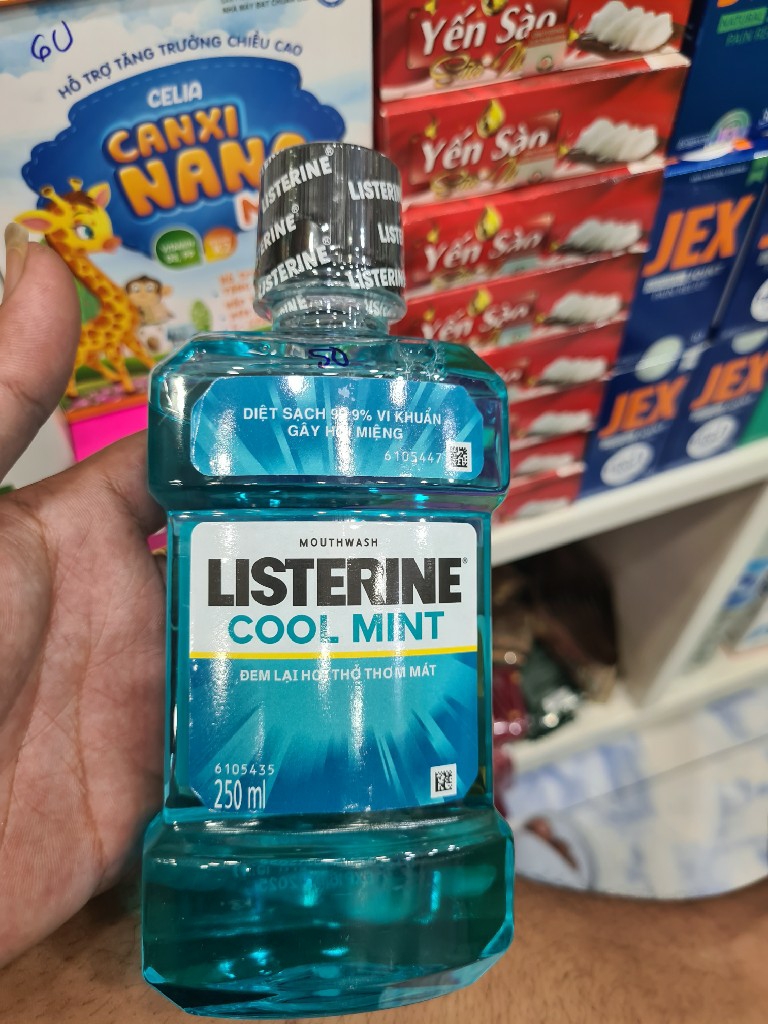 60
HỖ TRỢ TĂNG TRƯỞNG CHIỀU CAO
CELIA
CANXI
NANO
Yến Sào
Yến Sào
Yến Sào
Yến Sào
JEX
JEX
JEX
LISTERINE®
LISTERINE
LISTERINE
LISTERINE
LISTERINE
50
DIỆT SẠCH 99.9% VI KHUẨN
GÂY HÔI MIỆNG
6105447
MOUTHWASH
LISTERINE®
COOL MINT
ĐEM LẠI HƠI THỞ THƠM MÁT
6105435
250 ml